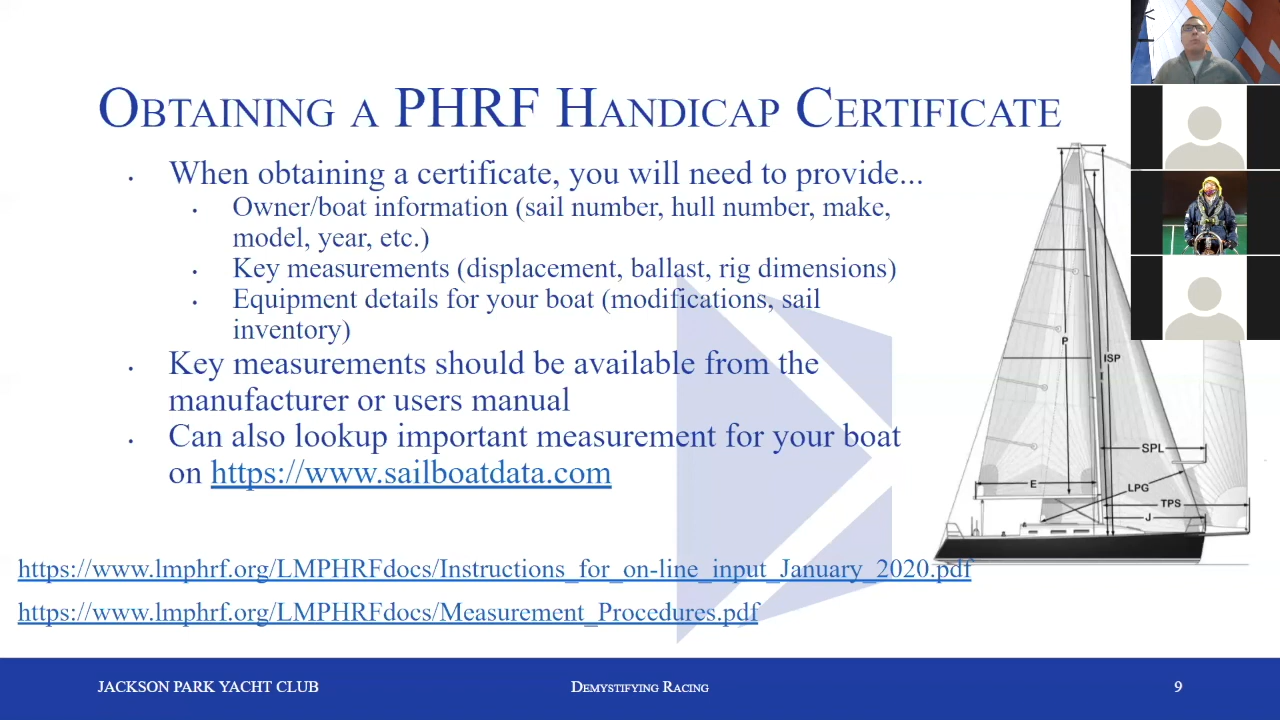 OBTAINING A PHRF HANDICAP CERTIFICATE
• When obtaining a certificate, you will need to provide...
• Owner/boat information (sail number, hull number, make,
model, year, etc.)
• Key measurements (displacement, ballast, rig dimensions)
• Equipment details for your boat (modifications, sail
inventory)
• Key measurements should be available from the
manufacturer or users manual
• Can also lookup important measurement for your boat
on https://www.sailboatdata.com
P
ISP
I
SPL
E
LPG
TPS
J
https://www.lmphrf.org/LMPHRFdocs/Instructions_for_on-line_input_January_2020.pdf
https://www.lmphrf.org/LMPHRFdocs/Measurement_Procedures.pdf
JACKSON PARK YACHT CLUB
DEMYSTIFYING RACING
9